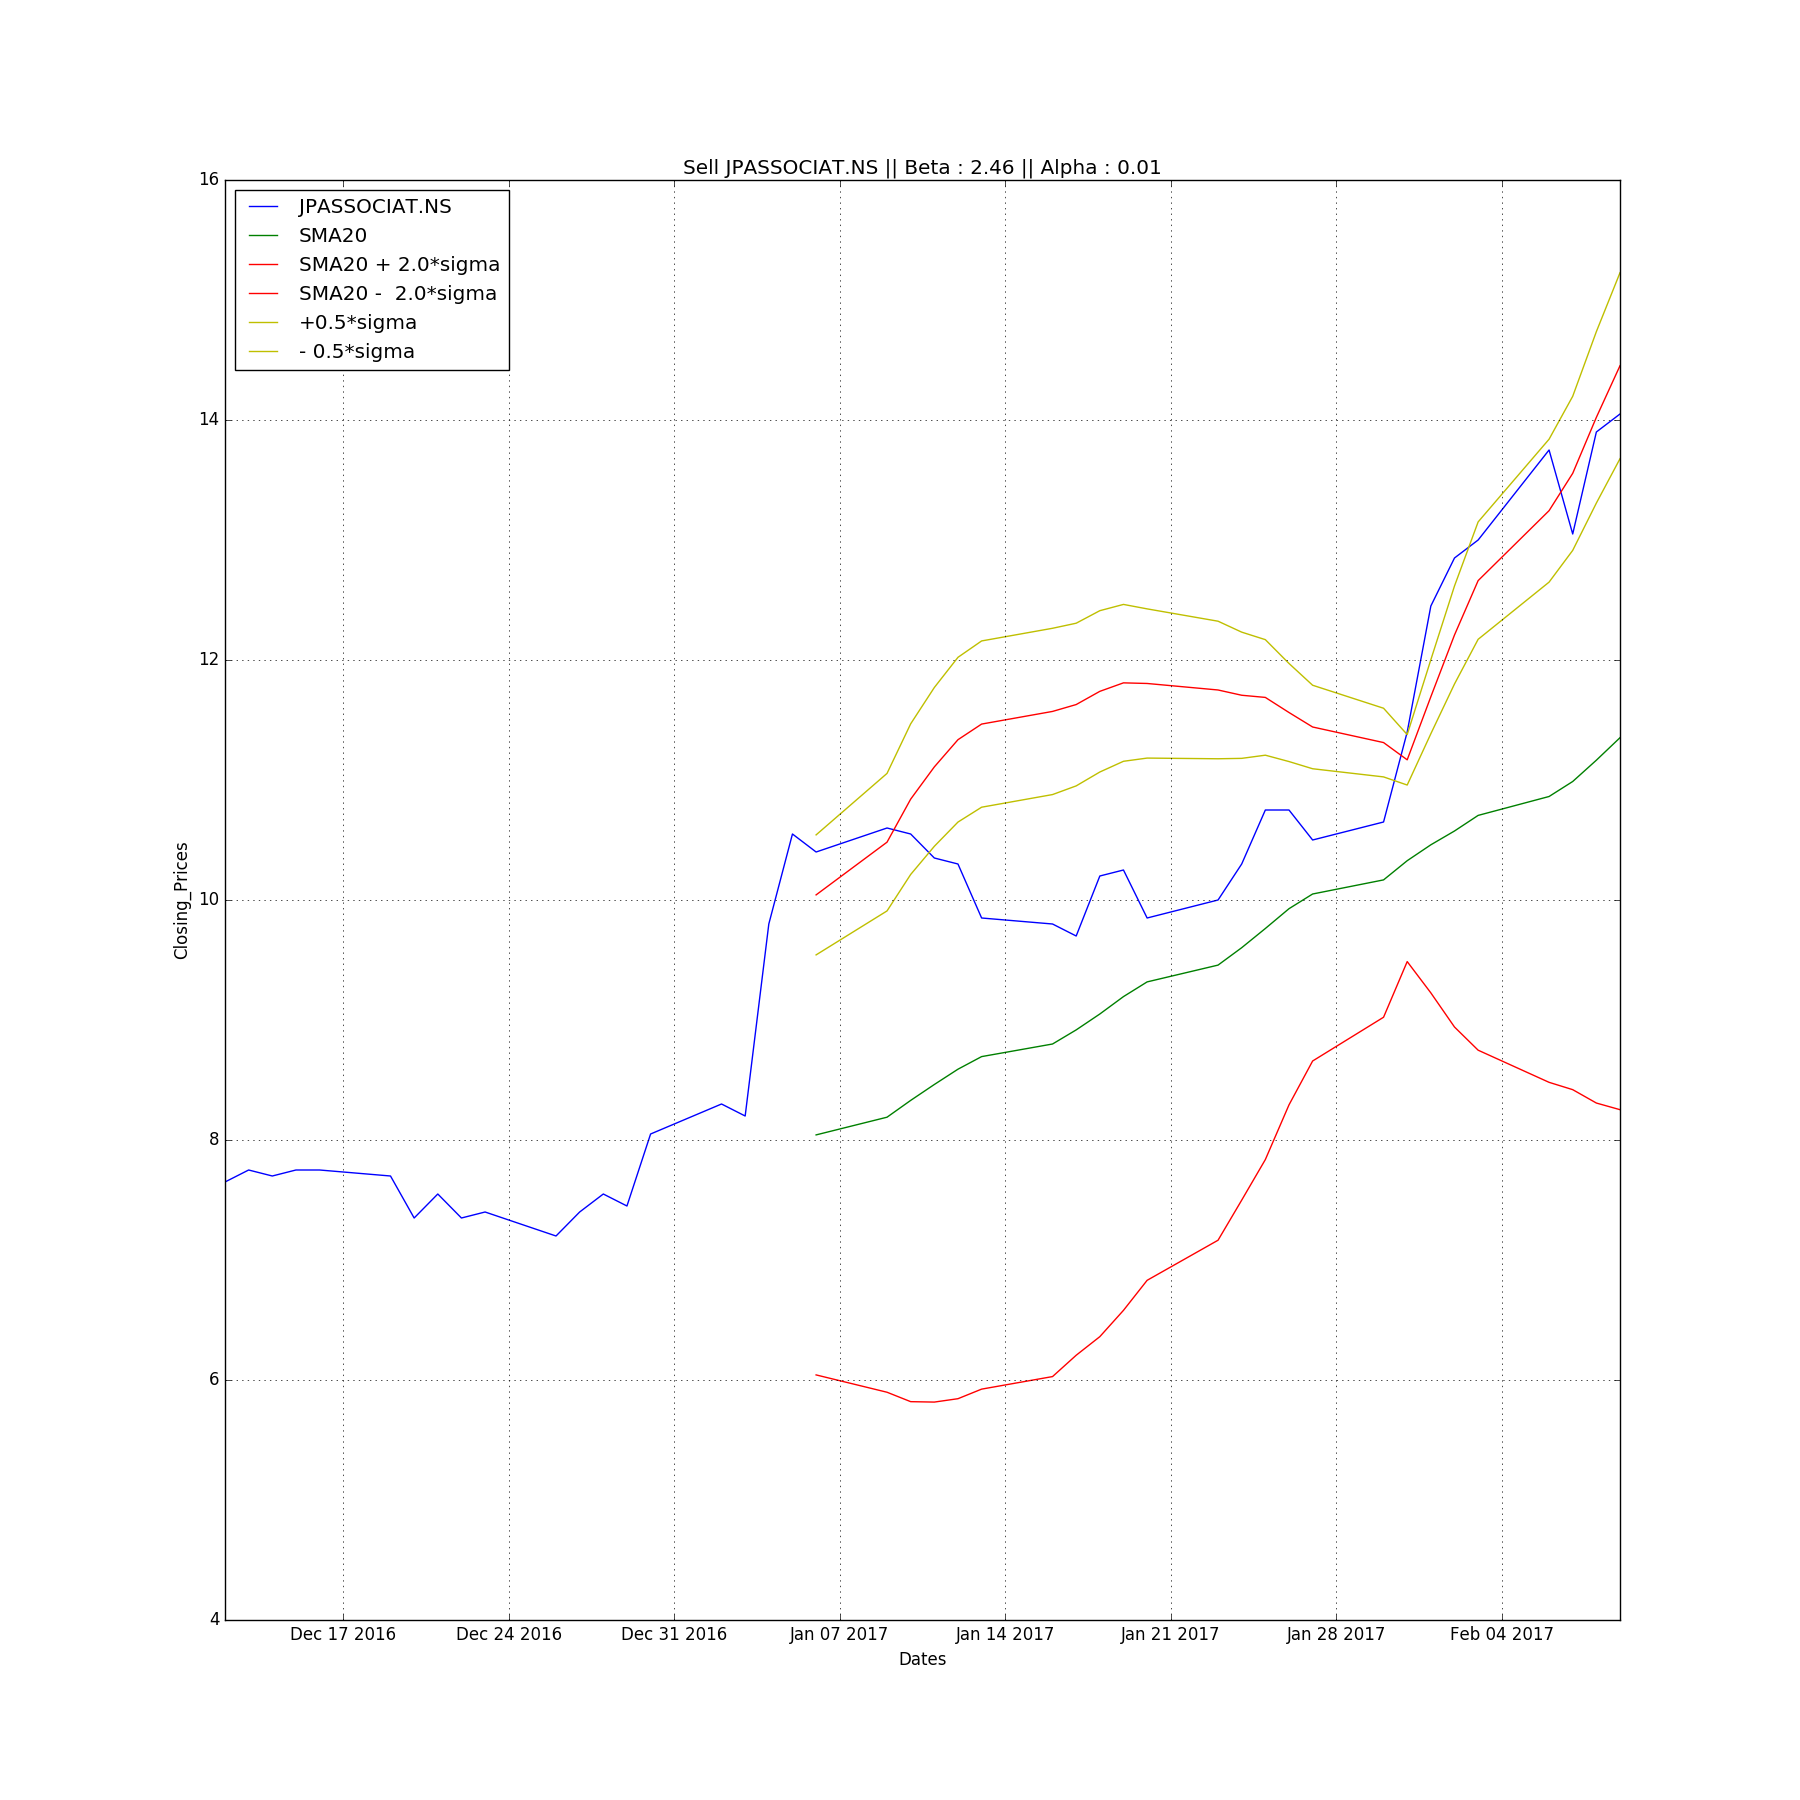 Sell JPASSOCIAT.NS || Beta : 2.46 || Alpha : 0.01
16
14
12
10
8
6
4
JPASSOCIAT.NS
SMA20
SMA20 + 2.0*sigma
SMA20 -  2.0*sigma
+0.5*sigma
- 0.5*sigma
Closing_Prices
Dec 17 2016
Dec 24 2016
Dec 31 2016
Jan 07 2017
Jan 14 2017
Jan 21 2017
Jan 28 2017
Feb 04 2017
Dates